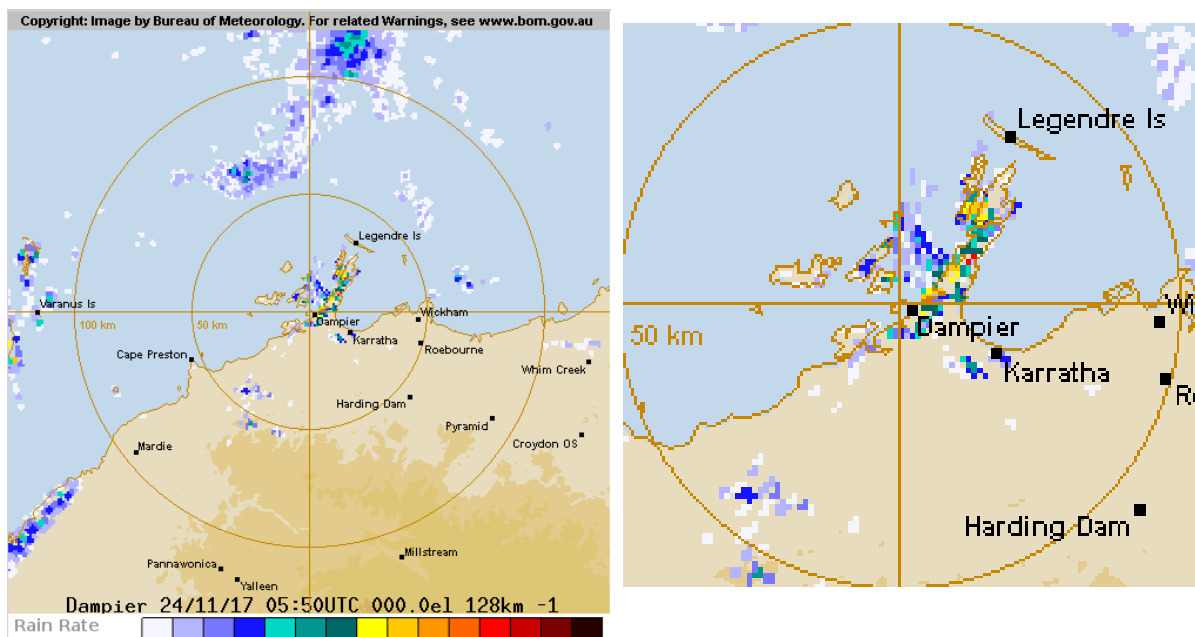 Copyright: Image by Bureau of Meteorology. For related Warnings, see www.bom.gov.au
Legendre Is
Varanus Is
100 km
50 km
Dampier
Wickham
Karratha
Roebourne
Cape Preston
Whim Creek
Harding Dam
Pyramid
Croydon OS
Mardie
Millstream
Pannawonica
Yalleen
Dampier 24/11/17 05:50UTC 000.0el 128km -1
Rain Rate
Legendre Is
50 km
Dampier
Wi
Karratha
Ro
Harding Dam